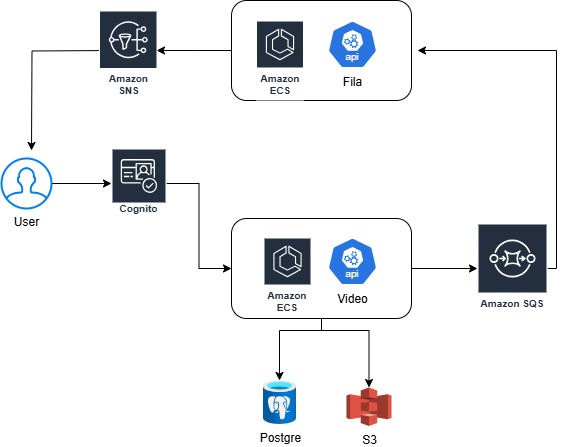 Amazon
SNS
Amazon
ECS
api
Fila
User
Cognito
Amazon
ECS
api
Video
Amazon SQS
Postgre
S3